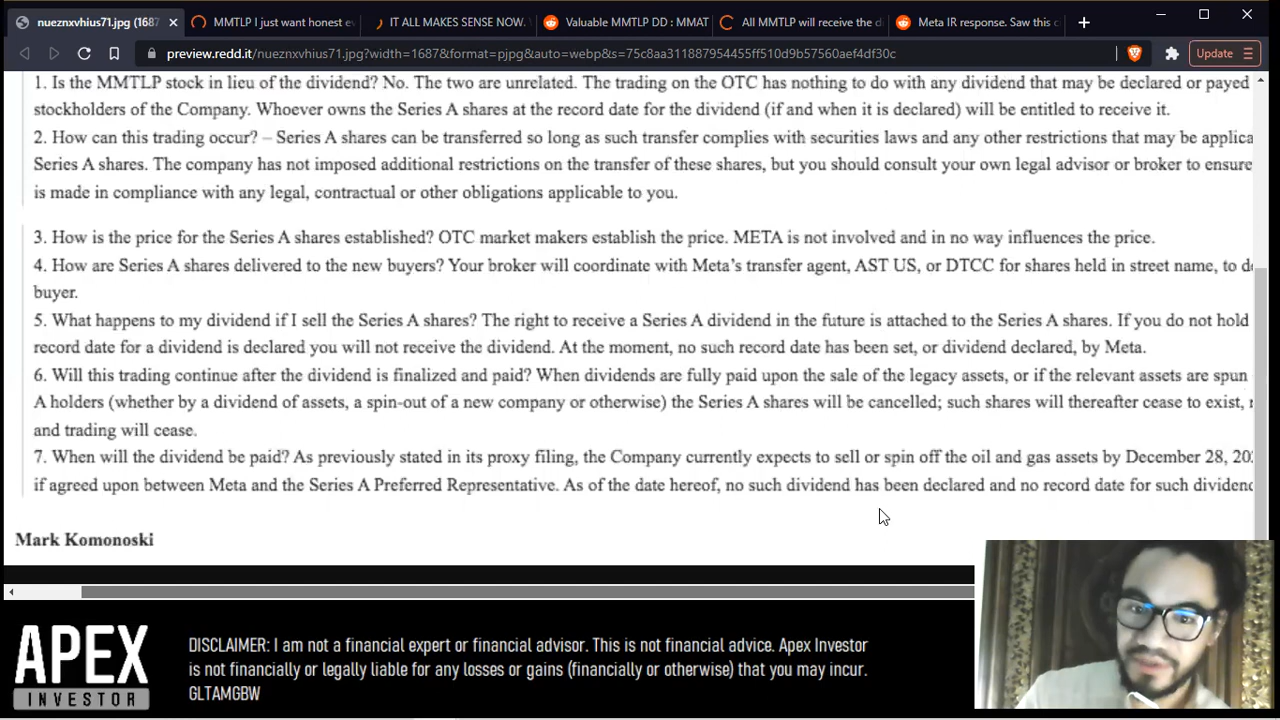 nueznxvhius71.jpg (1687
MMTLP I just want honest e
IT ALL MAKES SENSE NOW.
Valuable MMTLP DD : MMAT
All MMTLP will receive the d
Meta IR response. Saw this c
preview.redd.it/nueznxvhius71.jpg?width=1687&format=pjpg&auto=webp&s=75c8aa311887954455ff510d9b57560aef4df30c
Update
1. Is the MMTLP stock in lieu of the dividend? No. The two are unrelated. The trading on the OTC has nothing to do with any dividend that may be declared or payed
stockholders of the Company. Whoever owns the Series A shares at the record date for the dividend (if and when it is declared) will be entitled to receive it.
2. How can this trading occur? – Series A shares can be transferred so long as such transfer complies with securities laws and any other restrictions that may be applica
Series A shares. The company has not imposed additional restrictions on the transfer of these shares, but you should consult your own legal advisor or broker to ensure
is made in compliance with any legal, contractual or other obligations applicable to you.
3. How is the price for the Series A shares established? OTC market makers establish the price. META is not involved and in no way influences the price.
4. How are Series A shares delivered to the new buyers? Your broker will coordinate with Meta's transfer agent, AST US, or DTCC for shares held in street name, to de
buyer.
5. What happens to my dividend if I sell the Series A shares? The right to receive a Series A dividend in the future is attached to the Series A shares. If you do not hold
record date for a dividend is declared you will not receive the dividend. At the moment, no such record date has been set, or dividend declared, by Meta.
6. Will this trading continue after the dividend is finalized and paid? When dividends are fully paid upon the sale of the legacy assets, or if the relevant assets are spun
A holders (whether by a dividend of assets, a spin-out of a new company or otherwise) the Series A shares will be cancelled; such shares will thereafter cease to exist,
and trading will cease.
7. When will the dividend be paid? As previously stated in its proxy filing, the Company currently expects to sell or spin off the oil and gas assets by December 28, 20
if agreed upon between Meta and the Series A Preferred Representative. As of the date hereof, no such dividend has been declared and no record date for such dividend
Mark Komonoski
APEX
INVESTOR
DISCLAIMER: I am not a financial expert or financial advisor. This is not financial advice. Apex Investor
is not financially or legally liable for any losses or gains (financially or otherwise) that you may incur.
GLTAMGBW